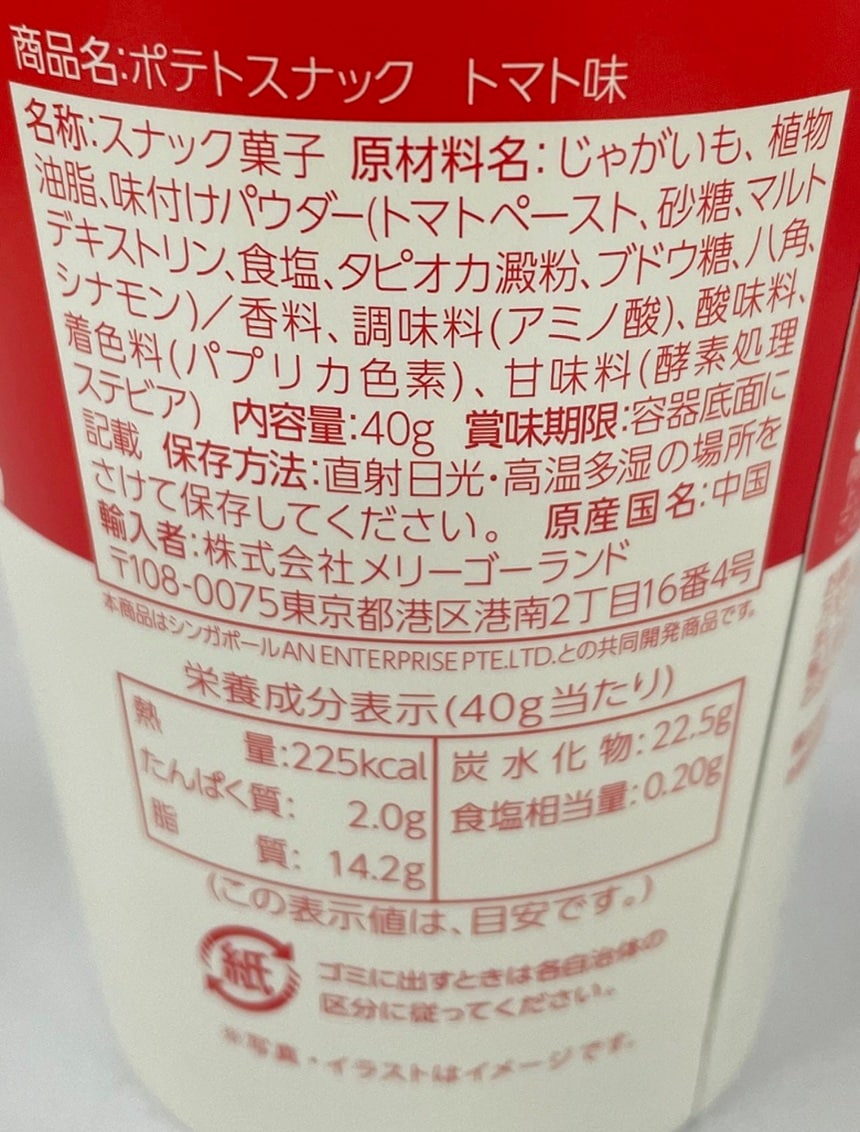 商品名:ポテトスナック トマト味
名称:スナック菓子 原材料名:じゃがいも、植物
油脂、味付けパウダー(トマトペースト、砂糖、マルト
デキストリン、食塩、タピオカ澱粉、ブドウ糖、八角、
シナモン)/香料、調味料(アミノ酸)、酸味料、
着色料(パプリカ色素)、甘味料(酵素処理
ステビア) 内容量:40g 賞味期限:容器底面に
記載 保存方法:直射日光・高温多湿の場所を
さけて保存してください。 原産国名:中国
輸入者:株式会社メリーゴーランド
〒108-0075東京都港区港南2丁目16番4号
本商品はシンガポールAN ENTERPRISE PTE.LTD.との共同開発商品です。
栄養成分表示(40g当たり)
熱量:225kcal
たんぱく質: 2.0g
脂質: 14.2g
炭水化物:22.5g
食塩相当量:0.20g
(この表示値は、目安です。)
紙
ゴミに出すときは各自治体の
区分に従ってください。
※写真・イラストはイメージです。